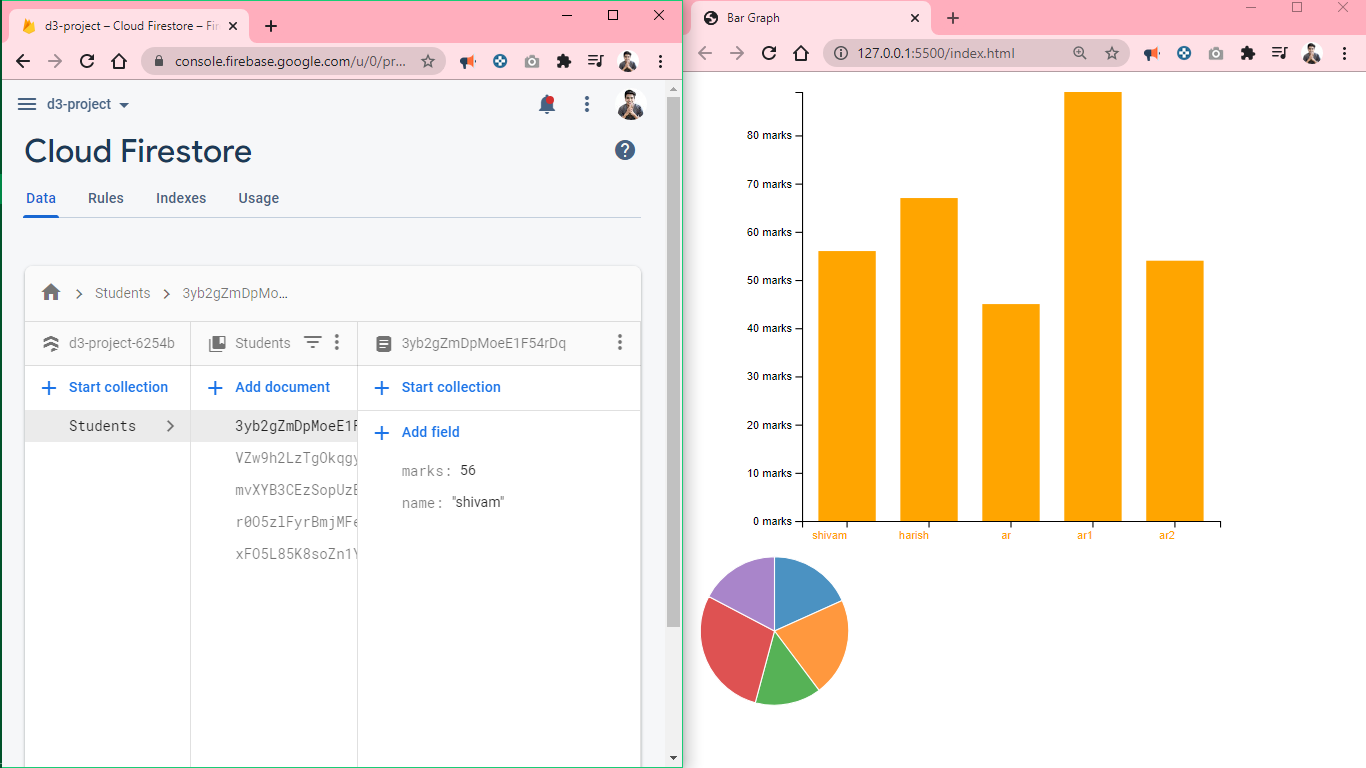 d3-project – Cloud Firestore – Fir
console.firebase.google.com/u/0/pr...
d3-project
Cloud Firestore
Data
Rules
Indexes
Usage
Students
3yb2gZmDpMo...
d3-project-6254b
Students
3yb2gZmDpMoeE1F54rDq
Start collection
Add document
Start collection
Students
3yb2gZmDpMoeE1F
VZw9h2LzTgOkqgy
mvXYB3CEzSopUzE
r0O5zlFyrBmjMFe
xFO5L85K8soZn1Y
Add field
marks: 56
name: "shivam"
Bar Graph
127.0.0.1:5500/index.html
80 marks
70 marks
60 marks
50 marks
40 marks
30 marks
20 marks
10 marks
0 marks
shivam
harish
ar
ar1
ar2